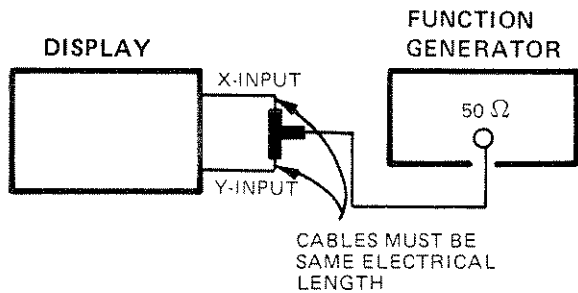 DISPLAY
FUNCTION
GENERATOR
X-INPUT
50 Ω
Y-INPUT
CABLES MUST BE
SAME ELECTRICAL
LENGTH